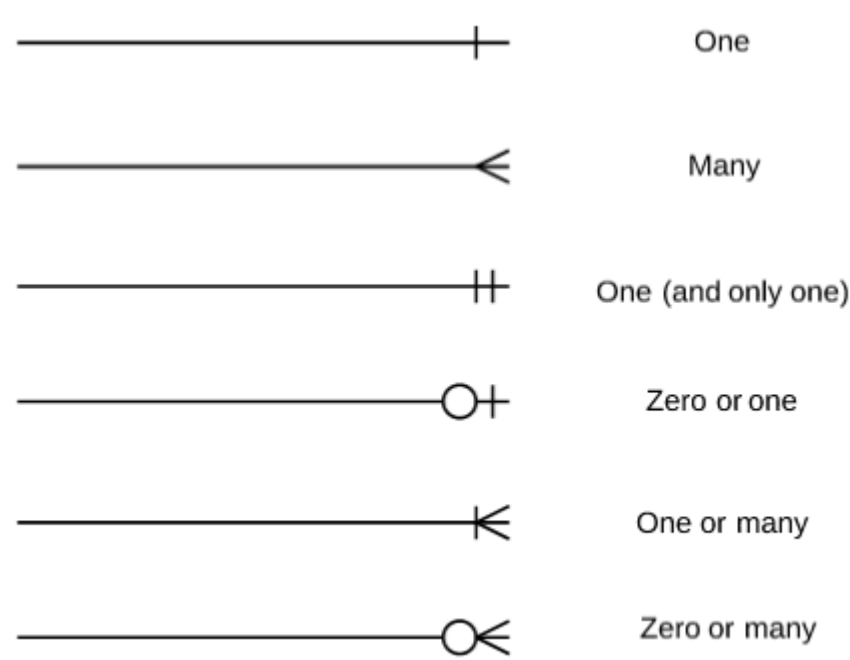 One
Many
One (and only one)
Zero or one
One or many
Zero or many